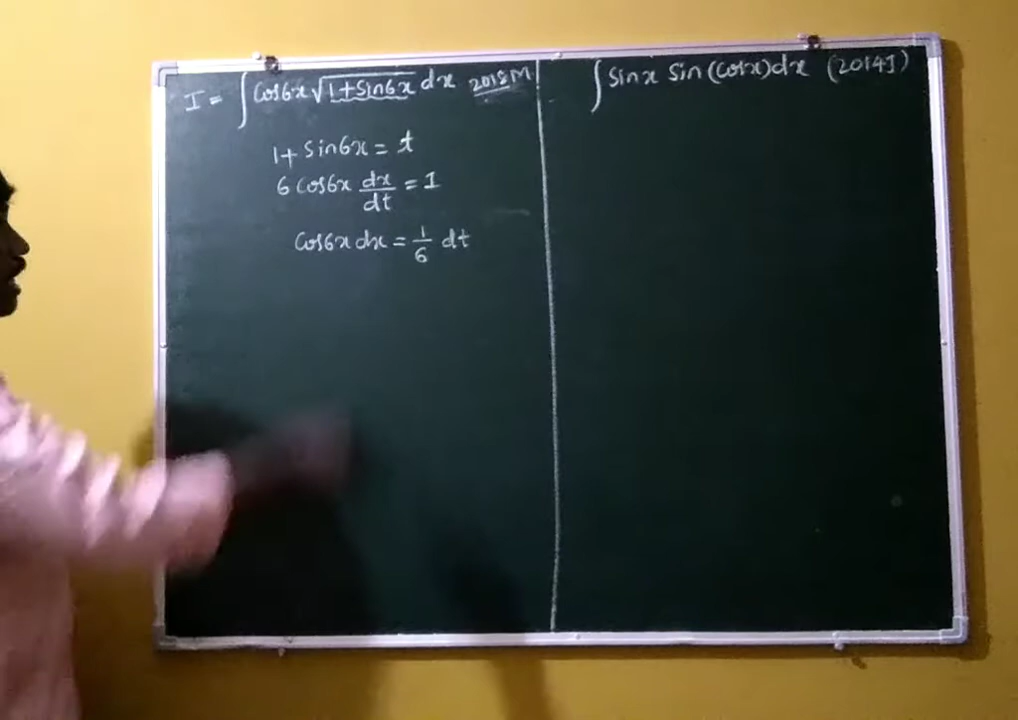 I = ∫ Cos6x √(1+Sin6x) dx 2018M
1+ Sin6x = t
6 Cos6x dx/dt = 1
Cos6x dx = 1/6 dt
∫ Sinx Sin(Cosx)dx (2014J)